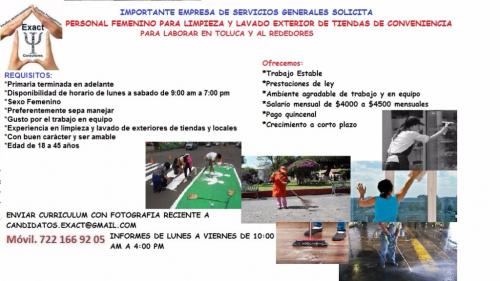 IMPORTANTE EMPRESA DE SERVICIOS GENERALES SOLICITA
PERSONAL FEMENINO PARA LIMPIEZA Y LAVADO EXTERIOR DE TIENDAS DE CONVENIENCIA
PARA LABORAR EN TOLUCA Y AL REDEDORES
Exact
Consultores
REQUISITOS:
*Primaria terminada en adelante
*Disponibilidad de horario de lunes a sabado de 9:00 am a 7:00 pm
*Sexo Femenino
*Preferentemente sepa manejar
*Gusto por el trabajo en equipo
*Experiencia en limpieza y lavado de exteriores de tiendas y locales
*Con buen carácter y ser amable
*Edad de 18 a 45 años
Ofrecemos:
*Trabajo Estable
*Prestaciones de ley
*Ambiente agradable de trabajo y en equipo
*Salario mensual de $4000 a $4500 mensuales
*Pago quincenal
*Crecimiento a corto plazo
ENVIAR CURRICULUM CON FOTOGRAFIA RECIENTE A
CANDIDATOS.EXACT@GMAIL.COM
Móvil. 722 166 92 05
INFORMES DE LUNES A VIERNES DE 10:00
AM A 4:00 PM